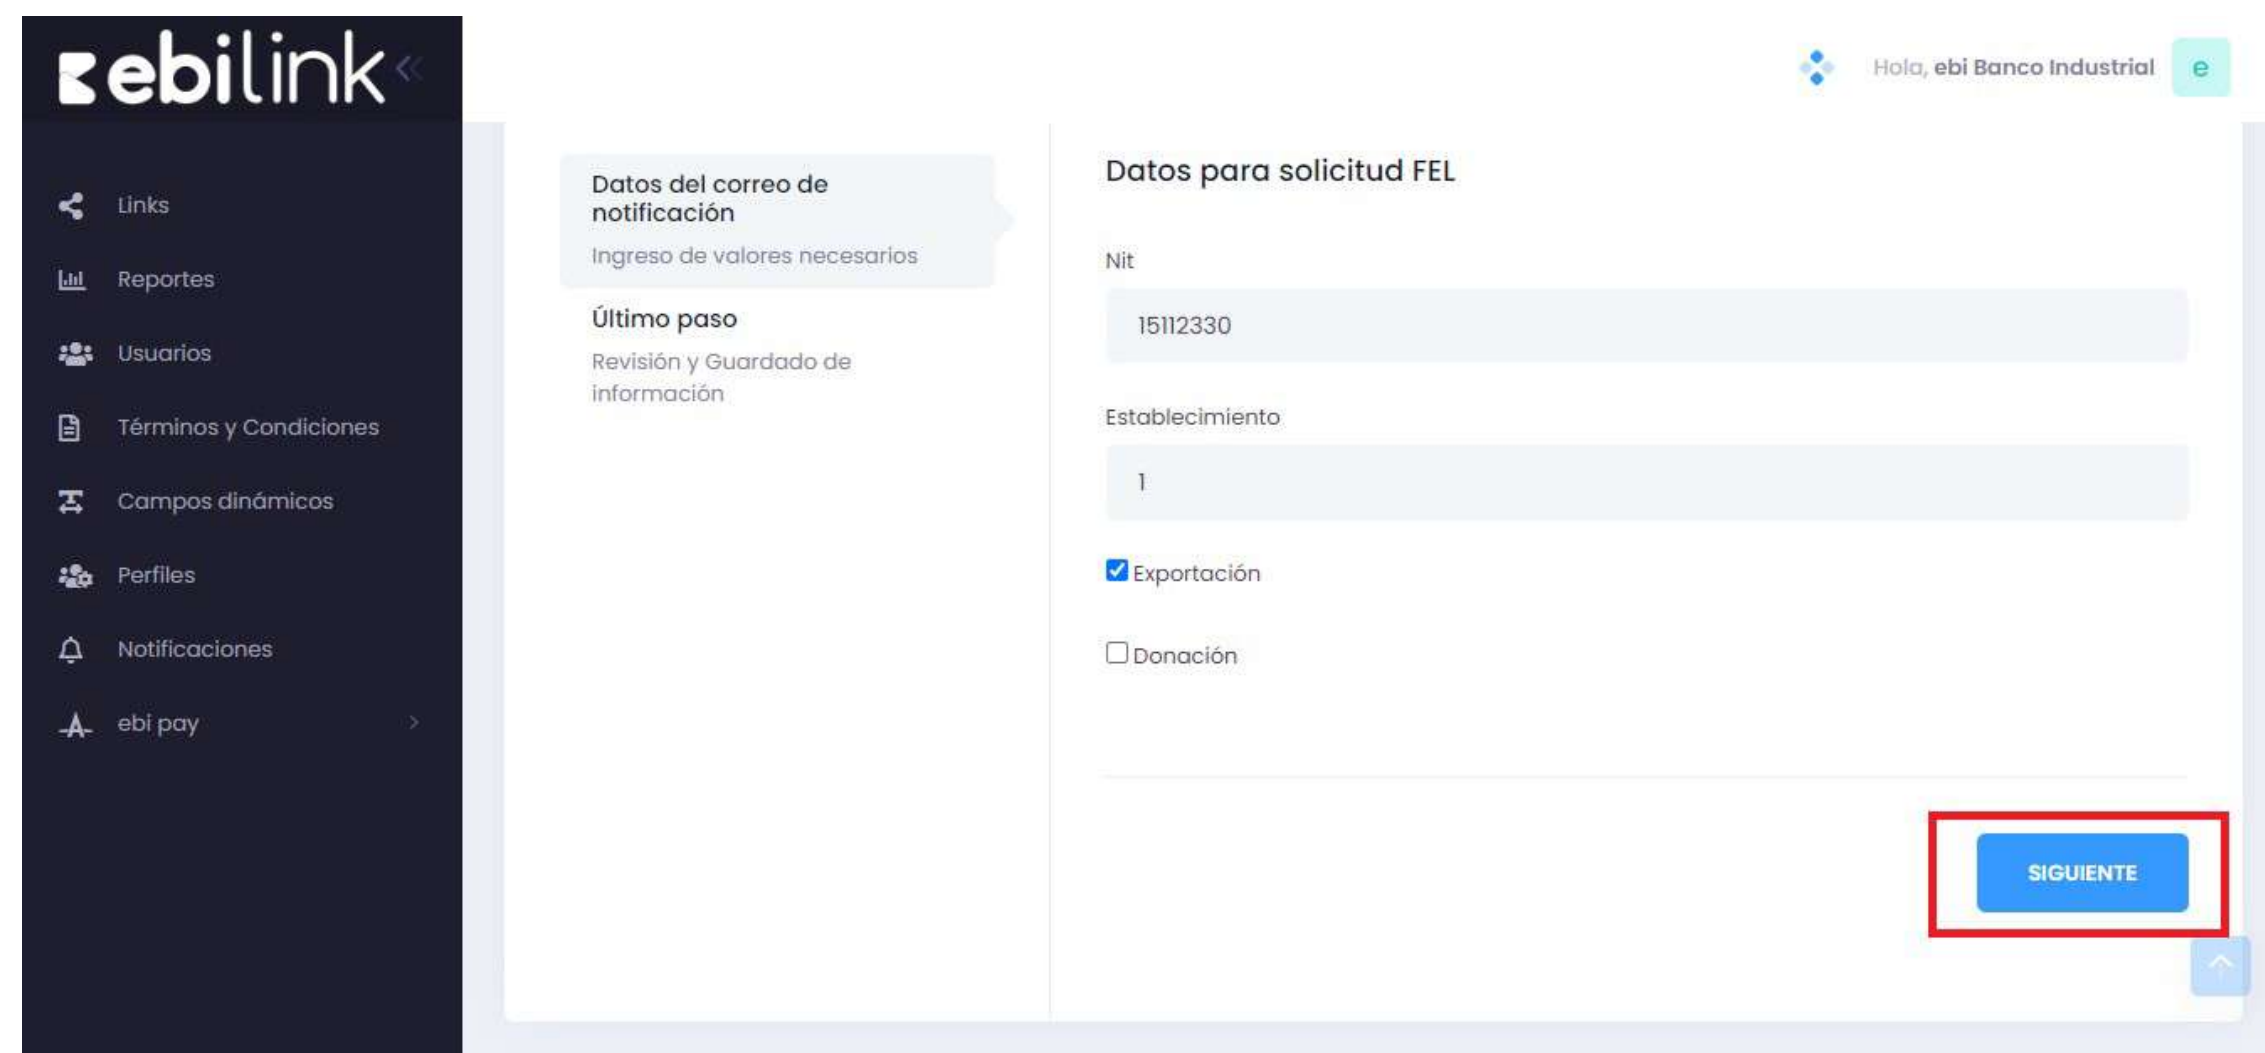 ebilink
Hola, ebi Banco Industrial
e
Links
Reportes
Usuarios
Términos y Condiciones
Campos dinámicos
Perfiles
Notificaciones
ebi pay
Datos del correo de
notificación
Ingreso de valores necesarios
Último paso
Revisión y Guardado de
información
Datos para solicitud FEL
Nit
15112330
Establecimiento
1
Exportación
Donación
SIGUIENTE